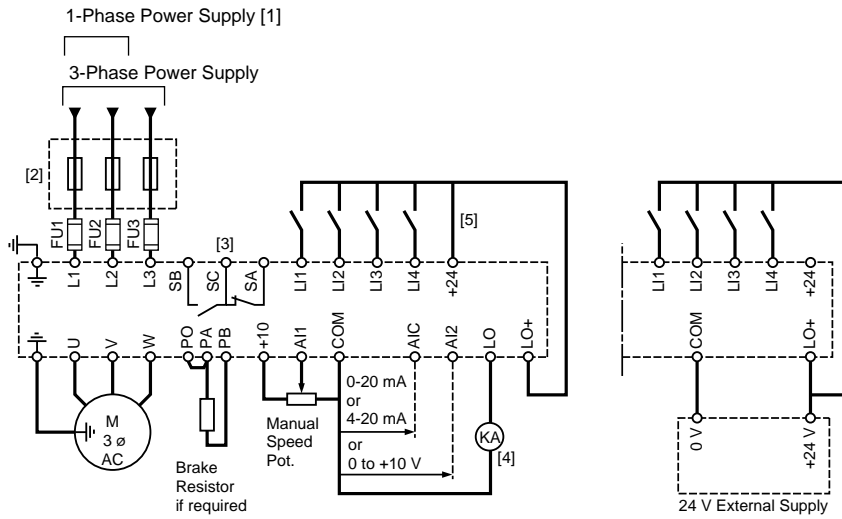 1-Phase Power Supply [1]
3-Phase Power Supply
[2]
FU1
FU2
FU3
[3]
[5]
L1
L2
L3
SB
SC
SA
LI1
LI2
LI3
LI4
+24
LI1
LI2
LI3
LI4
+24
U
V
W
PO
PA
PB
+10
AI1
COM
AIC
AI2
LO
LO+
COM
LO+
M
3 ø
AC
Brake
Resistor
if required
Manual
Speed
Pot.
0-20 mA
or
4-20 mA
or
0 to +10 V
KA
[4]
0 V
+24 V
24 V External Supply